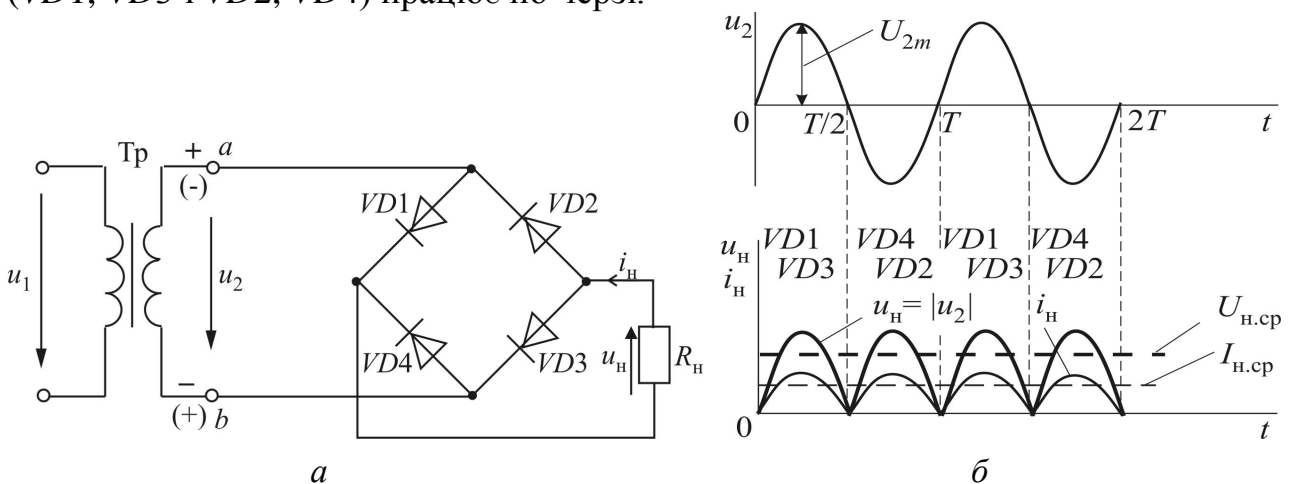 (VD1, VD3 і VD2, VD4) працює по черзі.
Тр
+
a
(-)
u1
u2
–
(+) b
VD1
VD2
VD4
VD3
iн
uн
Rн
а
u2
U2m
0
T/2
T
2T
t
uн
iн
VD1
VD3
VD4
VD2
VD1
VD3
VD4
VD2
uн= |u2|
iн
Uн.ср
Iн.ср
0
t
б